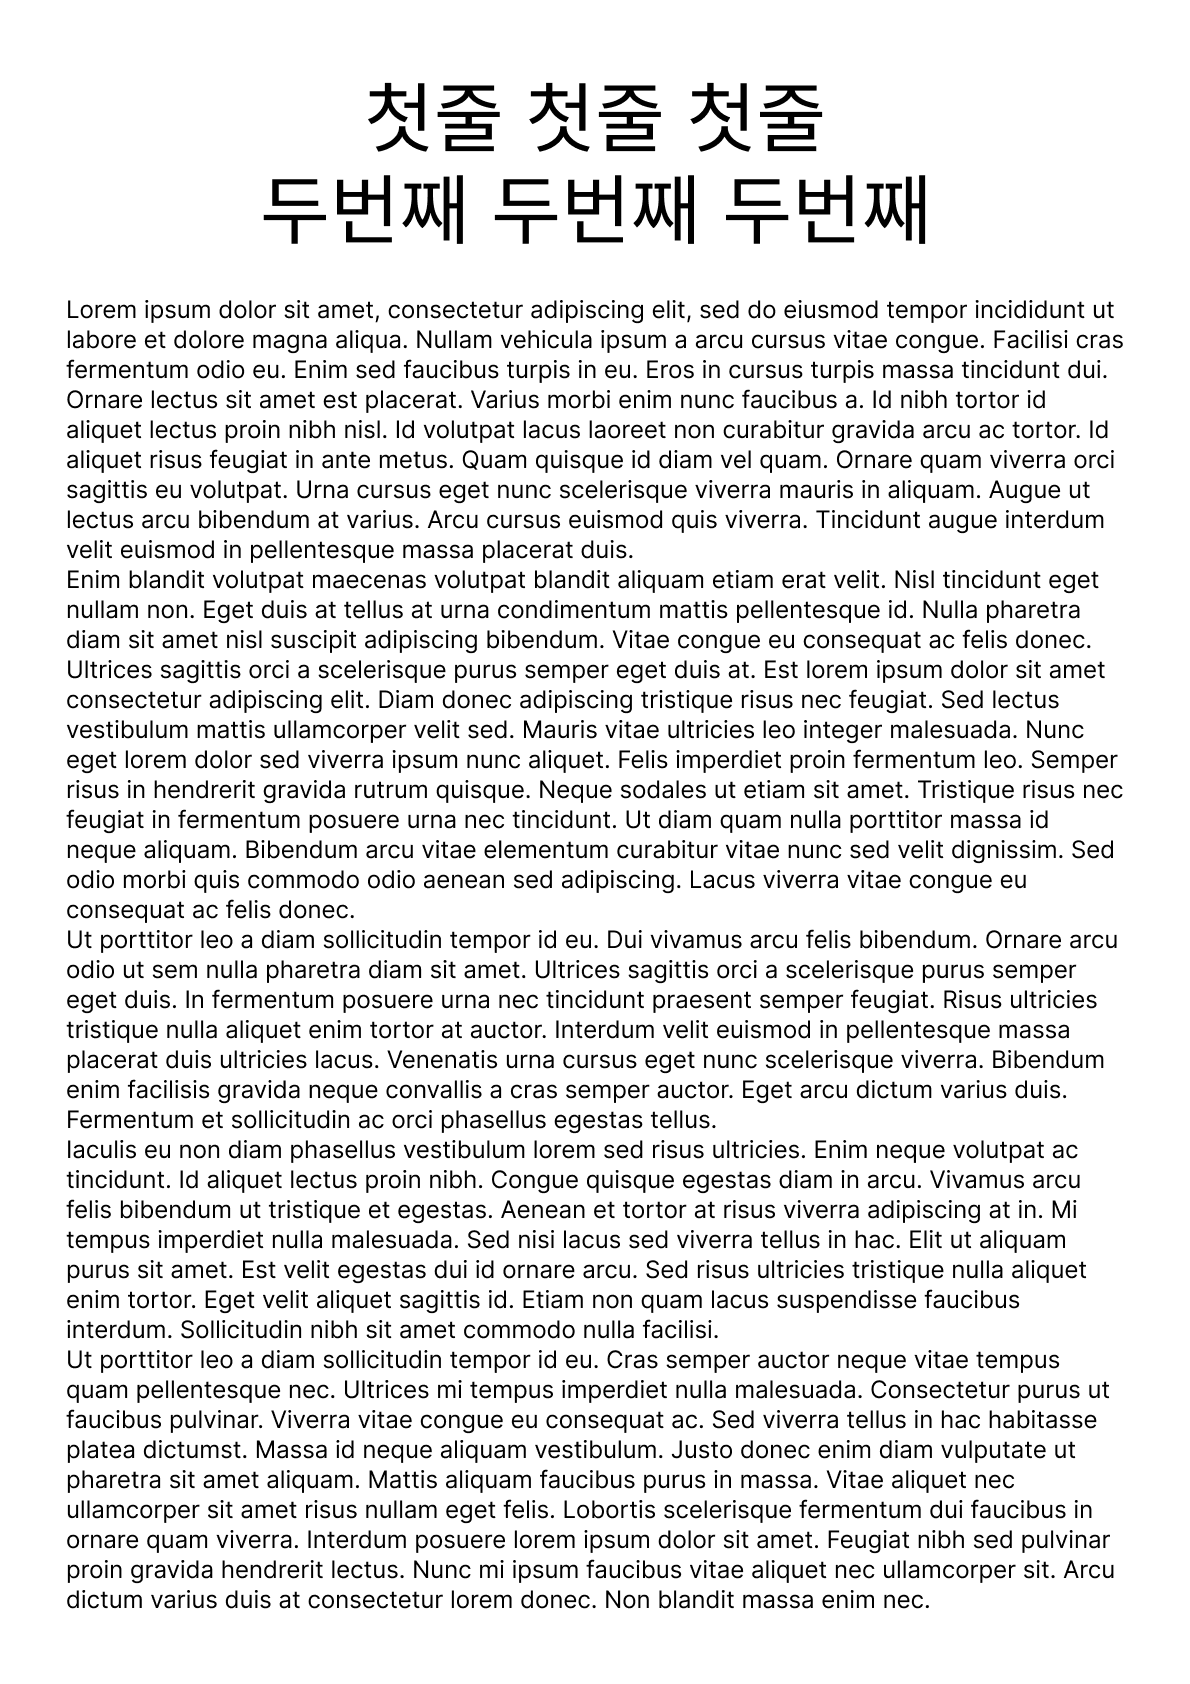 첫줄 첫줄 첫줄
두번째 두번째 두번째
Lorem ipsum dolor sit amet, consectetur adipiscing elit, sed do eiusmod tempor incididunt ut
labore et dolore magna aliqua. Nullam vehicula ipsum a arcu cursus vitae congue. Facilisi cras
fermentum odio eu. Enim sed faucibus turpis in eu. Eros in cursus turpis massa tincidunt dui.
Ornare lectus sit amet est placerat. Varius morbi enim nunc faucibus a. Id nibh tortor id
aliquet lectus proin nibh nisl. Id volutpat lacus laoreet non curabitur gravida arcu ac tortor. Id
aliquet risus feugiat in ante metus. Quam quisque id diam vel quam. Ornare quam viverra orci
sagittis eu volutpat. Urna cursus eget nunc scelerisque viverra mauris in aliquam. Augue ut
lectus arcu bibendum at varius. Arcu cursus euismod quis viverra. Tincidunt augue interdum
velit euismod in pellentesque massa placerat duis.
Enim blandit volutpat maecenas volutpat blandit aliquam etiam erat velit. Nisl tincidunt eget
nullam non. Eget duis at tellus at urna condimentum mattis pellentesque id. Nulla pharetra
diam sit amet nisl suscipit adipiscing bibendum. Vitae congue eu consequat ac felis donec.
Ultrices sagittis orci a scelerisque purus semper eget duis at. Est lorem ipsum dolor sit amet
consectetur adipiscing elit. Diam donec adipiscing tristique risus nec feugiat. Sed lectus
vestibulum mattis ullamcorper velit sed. Mauris vitae ultricies leo integer malesuada. Nunc
eget lorem dolor sed viverra ipsum nunc aliquet. Felis imperdiet proin fermentum leo. Semper
risus in hendrerit gravida rutrum quisque. Neque sodales ut etiam sit amet. Tristique risus nec
feugiat in fermentum posuere urna nec tincidunt. Ut diam quam nulla porttitor massa id
neque aliquam. Bibendum arcu vitae elementum curabitur vitae nunc sed velit dignissim. Sed
odio morbi quis commodo odio aenean sed adipiscing. Lacus viverra vitae congue eu
consequat ac felis donec.
Ut porttitor leo a diam sollicitudin tempor id eu. Dui vivamus arcu felis bibendum. Ornare arcu
odio ut sem nulla pharetra diam sit amet. Ultrices sagittis orci a scelerisque purus semper
eget duis. In fermentum posuere urna nec tincidunt praesent semper feugiat. Risus ultricies
tristique nulla aliquet enim tortor at auctor. Interdum velit euismod in pellentesque massa
placerat duis ultricies lacus. Venenatis urna cursus eget nunc scelerisque viverra. Bibendum
enim facilisis gravida neque convallis a cras semper auctor. Eget arcu dictum varius duis.
Fermentum et sollicitudin ac orci phasellus egestas tellus.
Iaculis eu non diam phasellus vestibulum lorem sed risus ultricies. Enim neque volutpat ac
tincidunt. Id aliquet lectus proin nibh. Congue quisque egestas diam in arcu. Vivamus arcu
felis bibendum ut tristique et egestas. Aenean et tortor at risus viverra adipiscing at in. Mi
tempus imperdiet nulla malesuada. Sed nisi lacus sed viverra tellus in hac. Elit ut aliquam
purus sit amet. Est velit egestas dui id ornare arcu. Sed risus ultricies tristique nulla aliquet
enim tortor. Eget velit aliquet sagittis id. Etiam non quam lacus suspendisse faucibus
interdum. Sollicitudin nibh sit amet commodo nulla facilisi.
Ut porttitor leo a diam sollicitudin tempor id eu. Cras semper auctor neque vitae tempus
quam pellentesque nec. Ultrices mi tempus imperdiet nulla malesuada. Consectetur purus ut
faucibus pulvinar. Viverra vitae congue eu consequat ac. Sed viverra tellus in hac habitasse
platea dictumst. Massa id neque aliquam vestibulum. Justo donec enim diam vulputate ut
pharetra sit amet aliquam. Mattis aliquam faucibus purus in massa. Vitae aliquet nec
ullamcorper sit amet risus nullam eget felis. Lobortis scelerisque fermentum dui faucibus in
ornare quam viverra. Interdum posuere lorem ipsum dolor sit amet. Feugiat nibh sed pulvinar
proin gravida hendrerit lectus. Nunc mi ipsum faucibus vitae aliquet nec ullamcorper sit. Arcu
dictum varius duis at consectetur lorem donec. Non blandit massa enim nec.